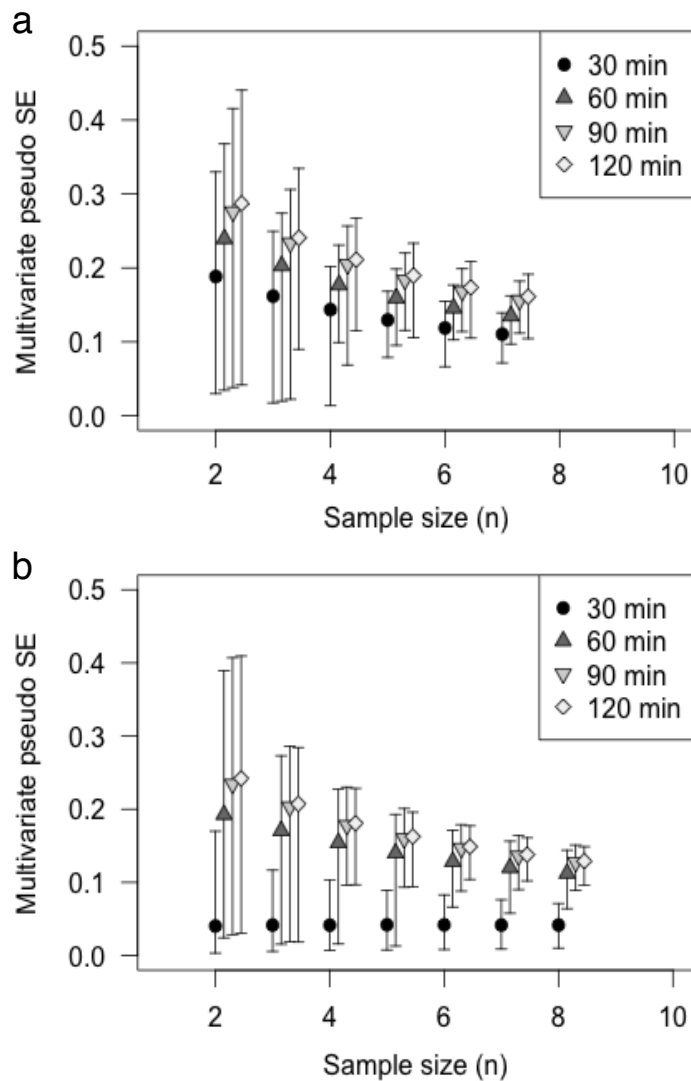 a
Multivariate pseudo SE
0.5
0.4
0.3
0.2
0.1
0.0
30 min
60 min
90 min
120 min
2 4 6 8 10
Sample size (n)
b
Multivariate pseudo SE
0.5
0.4
0.3
0.2
0.1
0.0
30 min
60 min
90 min
120 min
2 4 6 8 10
Sample size (n)